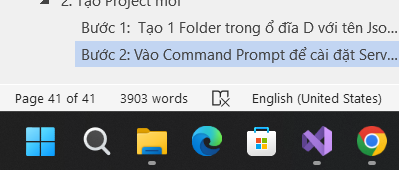 2. Tạo Project mới
Bước 1: Tạo 1 Folder trong ổ đĩa D với tên Jso...
Bước 2: Vào Command Prompt để cài đặt Serv...
Page 41 of 41 3903 words English (United States)